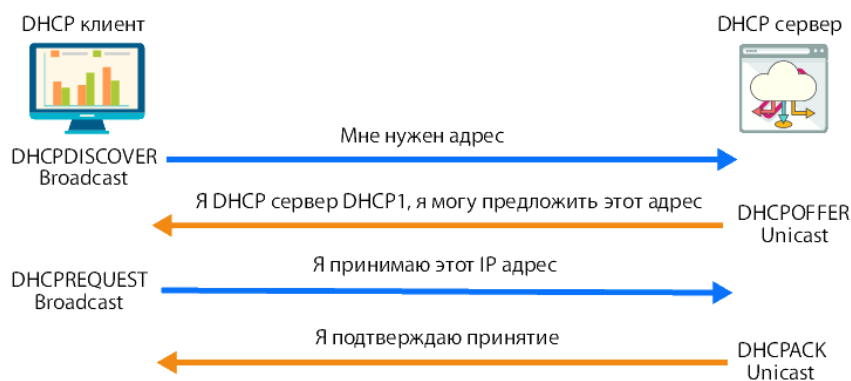 DHCP клиент
DHCP сервер
Мне нужен адрес
DHCPDISCOVER
Broadcast
Я DHCP сервер DHCP1, я могу предложить этот адрес
DHCPOFFER
Unicast
Я принимаю этот IP адрес
DHCPREQUEST
Broadcast
Я подтверждаю принятие
DHCPACK
Unicast